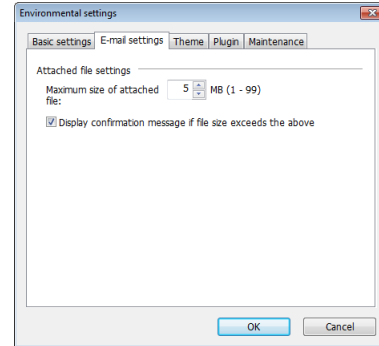 Environmental settings
Basic settings E-mail settings Theme Plugin Maintenance
Attached file settings
Maximum size of attached file: 5 MB (1 - 99)
Display confirmation message if file size exceeds the above
OK Cancel